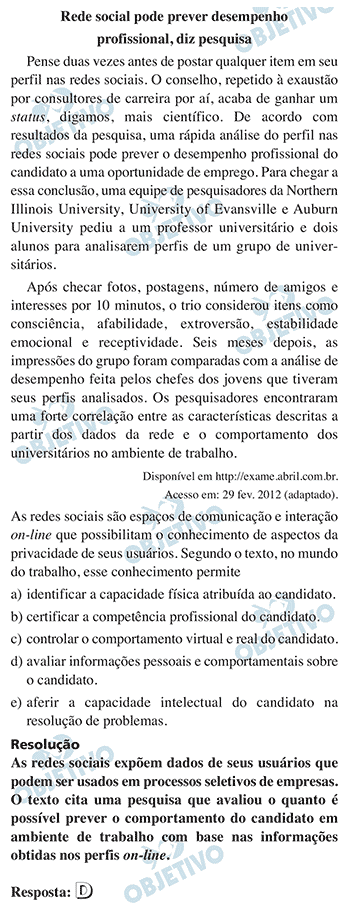 Rede social pode prever desempenho
profissional, diz pesquisa
Pense duas vezes antes de postar qualquer item em seu
perfil nas redes sociais. O conselho, repetido à exaustão
por consultores de carreira por aí, acaba de ganhar um
status, digamos, mais científico. De acordo com
resultados da pesquisa, uma rápida análise do perfil nas
redes sociais pode prever o desempenho profissional do
candidato a uma oportunidade de emprego. Para chegar a
essa conclusão, uma equipe de pesquisadores da Northern
Illinois University, University of Evansville e Auburn
University pediu a um professor universitário e dois
alunos para analisarem perfis de um grupo de univer-
sitários.
Após checar fotos, postagens, número de amigos e
interesses por 10 minutos, o trio considerou itens como
consciência, afabilidade, extroversão, estabilidade
emocional e receptividade. Seis meses depois, as
impressões do grupo foram comparadas com a análise de
desempenho feita pelos chefes dos jovens que tiveram
seus perfis analisados. Os pesquisadores encontraram
uma forte correlação entre as características descritas a
partir dos dados da rede e o comportamento dos
universitários no ambiente de trabalho.
Disponível em http://exame.abril.com.br.
Acesso em: 29 fev. 2012 (adaptado).
As redes sociais são espaços de comunicação e interação
on-line que possibilitam o conhecimento de aspectos da
privacidade de seus usuários. Segundo o texto, no mundo
do trabalho, esse conhecimento permite
a) identificar a capacidade física atribuída ao candidato.
b) certificar a competência profissional do candidato.
c) controlar o comportamento virtual e real do candidato.
d) avaliar informações pessoais e comportamentais sobre
o candidato.
e) aferir a capacidade intelectual do candidato na
resolução de problemas.
Resolução
As redes sociais expõem dados de seus usuários que
podem ser usados em processos seletivos de empresas.
O texto cita uma pesquisa que avaliou o quanto é
possível prever o comportamento do candidato em
ambiente de trabalho com base nas informações
obtidas nos perfis on-line.
Resposta: D
OBJETIVO
OBJETIVO
OBJETIVO
OBJETIVO
OBJETIVO
OBJETIVO
OBJETIVO
OBJETIVO
OBJETIVO
OBJETIVO